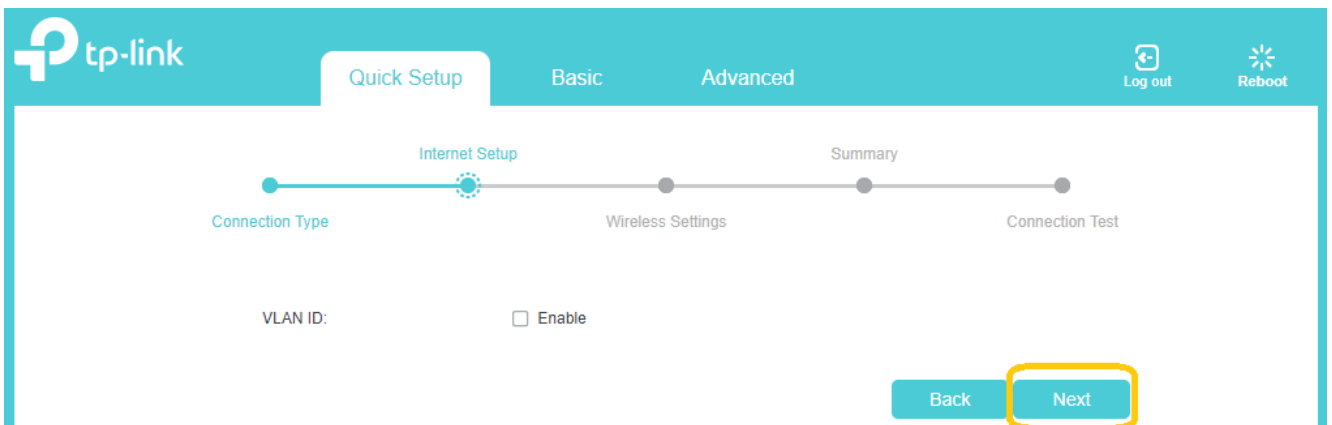 tp-link
Quick Setup Basic Advanced Log out Reboot
Internet Setup Summary
Connection Type Wireless Settings Connection Test
VLAN ID: Enable
Back Next